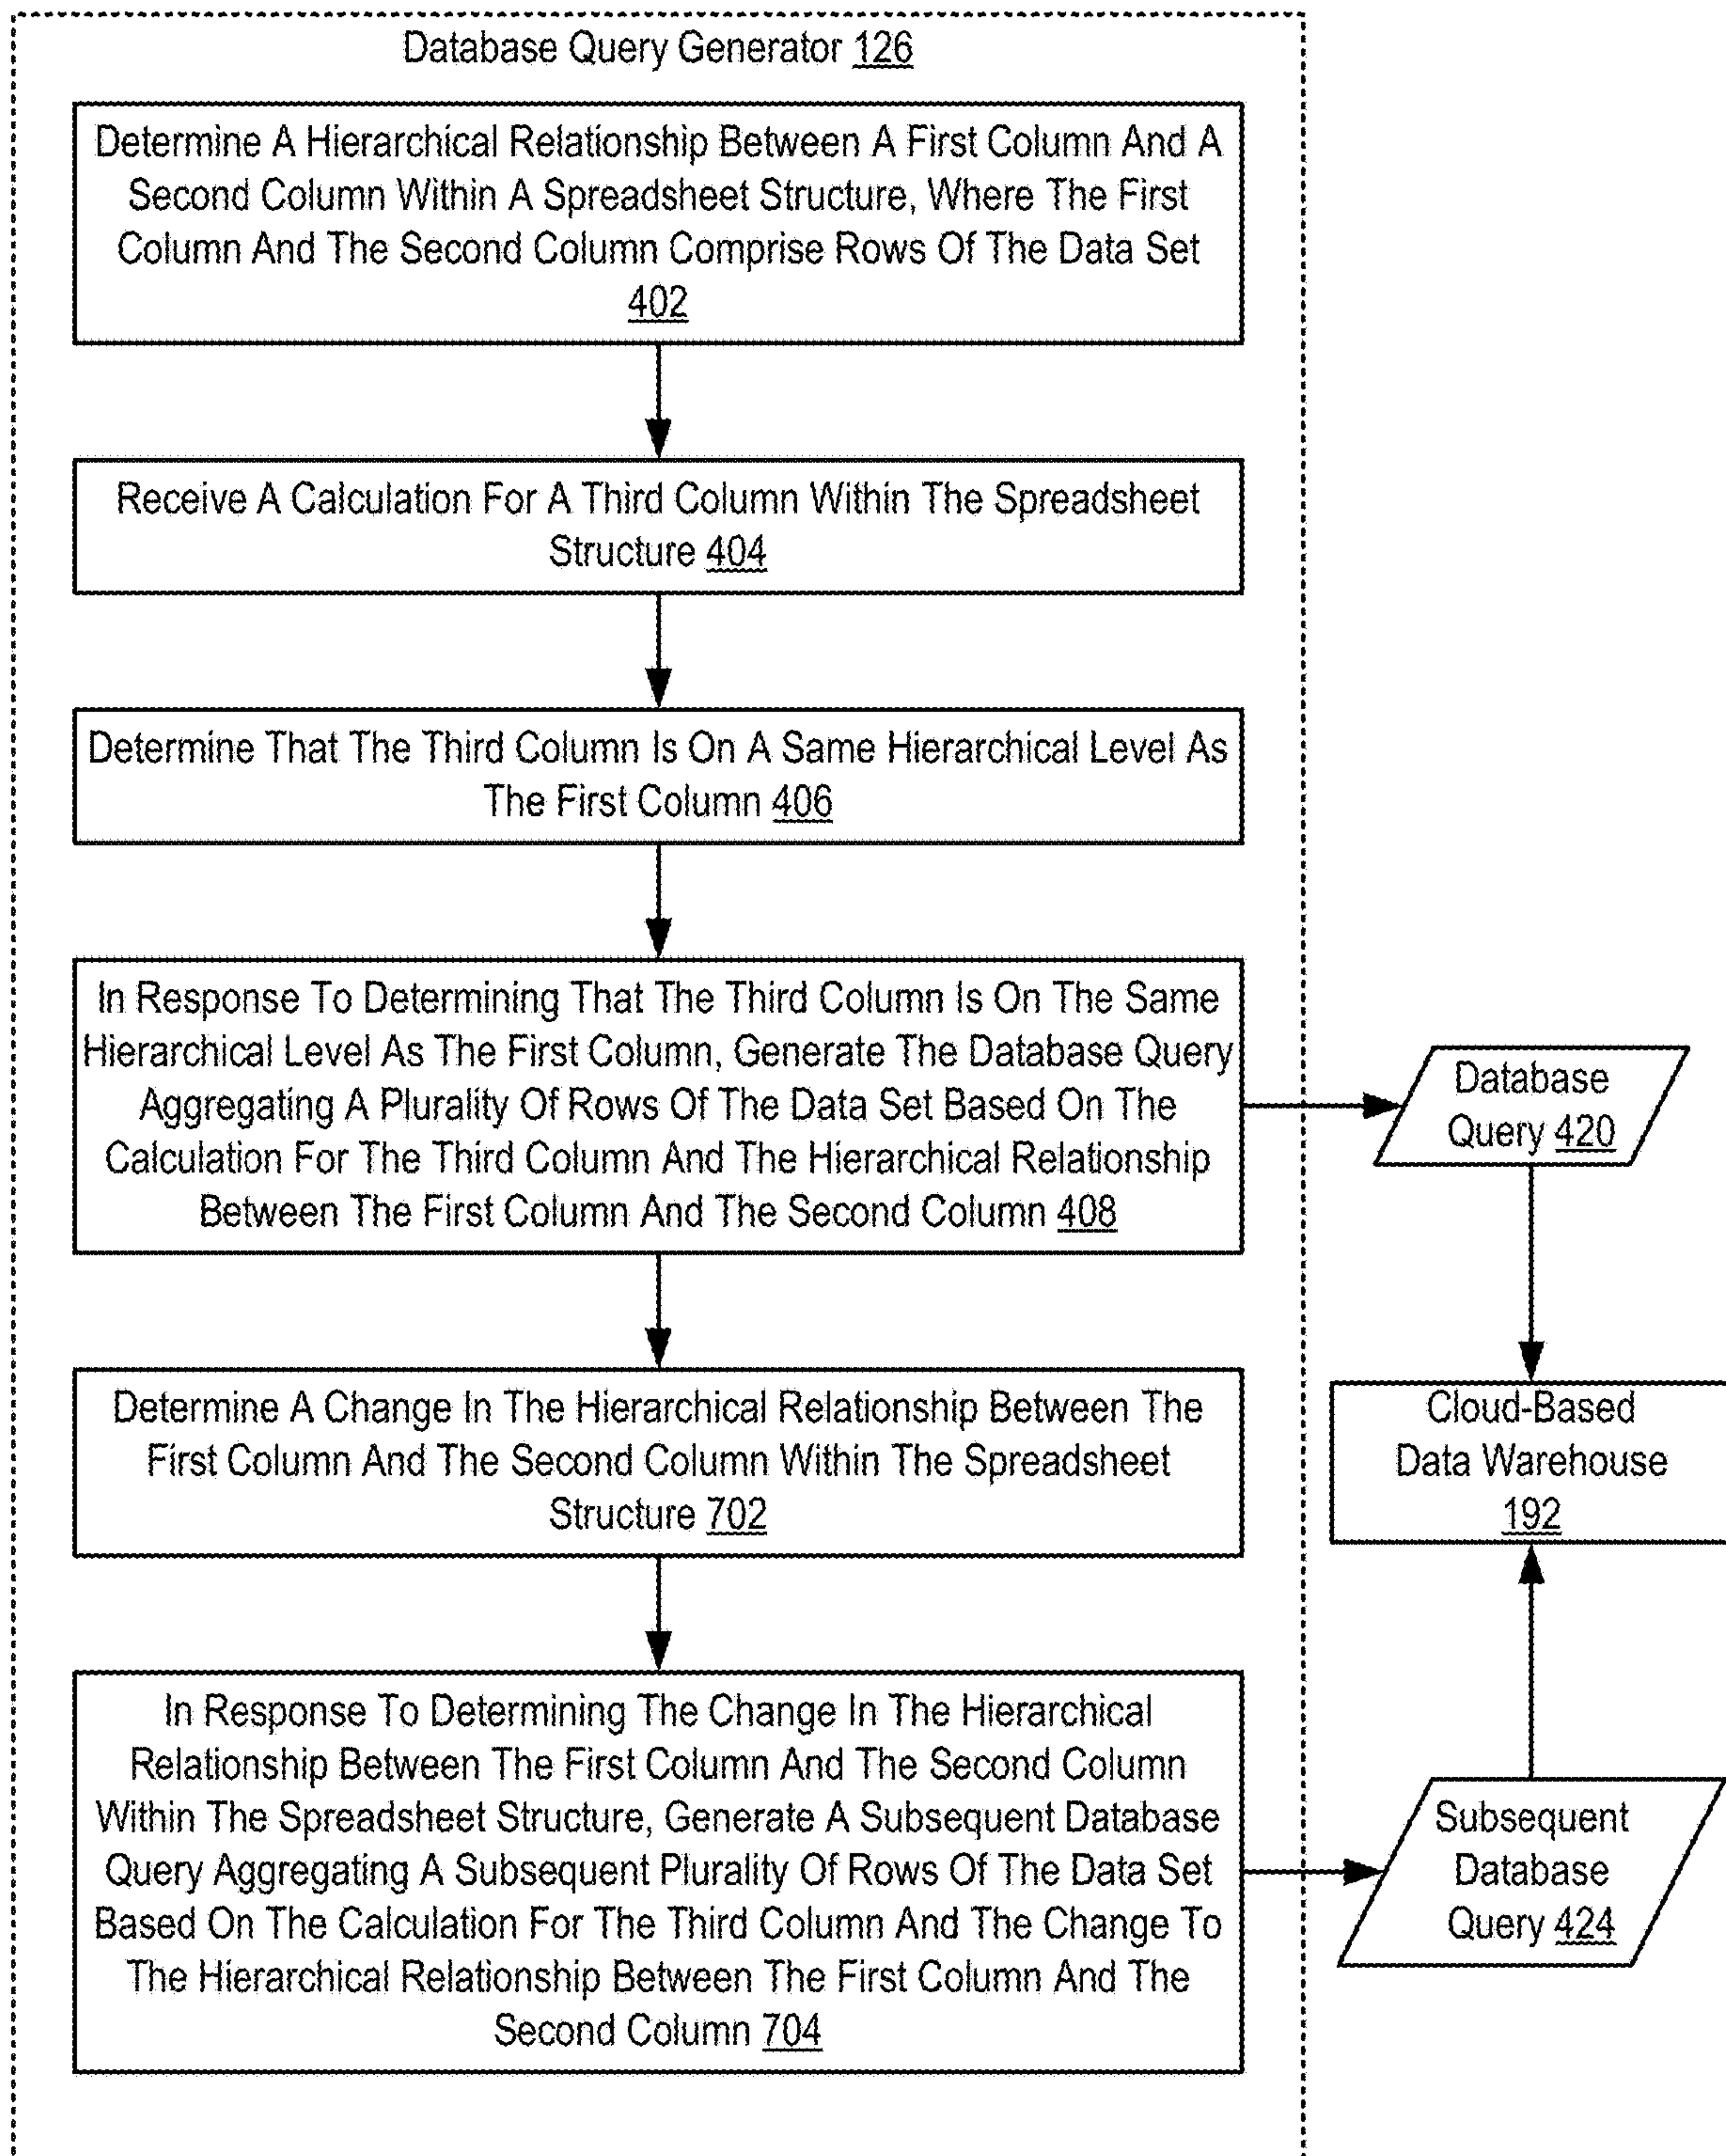 Database Query Generator 126
Determine A Hierarchical Relationship Between A First Column And A
Second Column Within A Spreadsheet Structure, Where The First
Column And The Second Column Comprise Rows Of The Data Set
402
Receive A Calculation For A Third Column Within The Spreadsheet
Structure 404
Determine That The Third Column Is On A Same Hierarchical Level As
The First Column 406
In Response To Determining That The Third Column Is On The Same
Hierarchical Level As The First Column, Generate The Database Query
Aggregating A Plurality Of Rows Of The Data Set Based On The
Calculation For The Third Column And The Hierarchical Relationship
Between The First Column And The Second Column 408
Database
Query 420
Determine A Change In The Hierarchical Relationship Between The
First Column And The Second Column Within The Spreadsheet
Structure 702
Cloud-Based
Data Warehouse
192
In Response To Determining The Change In The Hierarchical
Relationship Between The First Column And The Second Column
Within The Spreadsheet Structure, Generate A Subsequent Database
Query Aggregating A Subsequent Plurality Of Rows Of The Data Set
Based On The Calculation For The Third Column And The Change To
The Hierarchical Relationship Between The First Column And The
Second Column 704
Subsequent
Database
Query 424